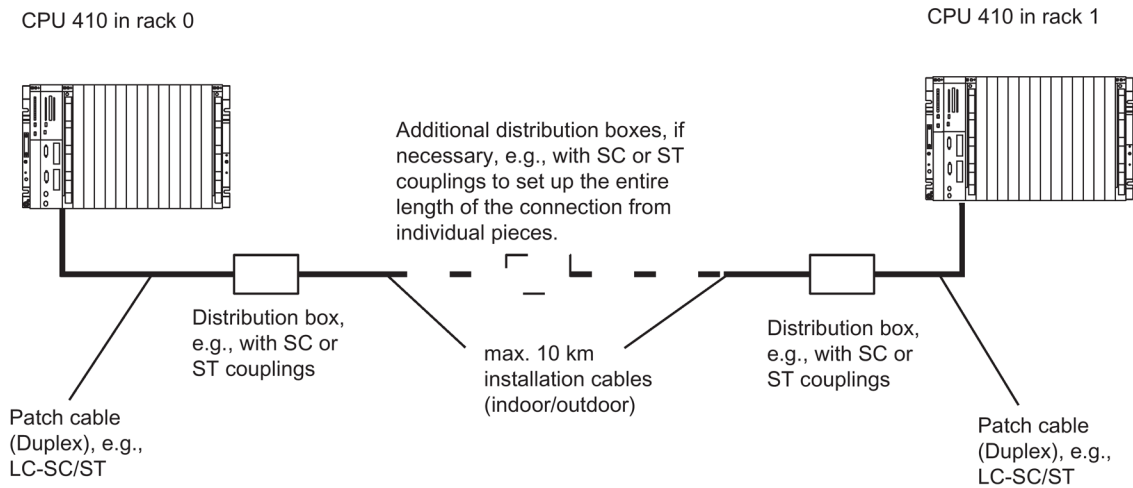 CPU 410 in rack 0
CPU 410 in rack 1
Additional distribution boxes, if
necessary, e.g., with SC or ST
couplings to set up the entire
length of the connection from
individual pieces.
Distribution box,
e.g., with SC or
ST couplings
max. 10 km
installation cables
(indoor/outdoor)
Distribution box,
e.g., with SC or
ST couplings
Patch cable
(Duplex), e.g.,
LC-SC/ST
Patch cable
(Duplex), e.g.,
LC-SC/ST